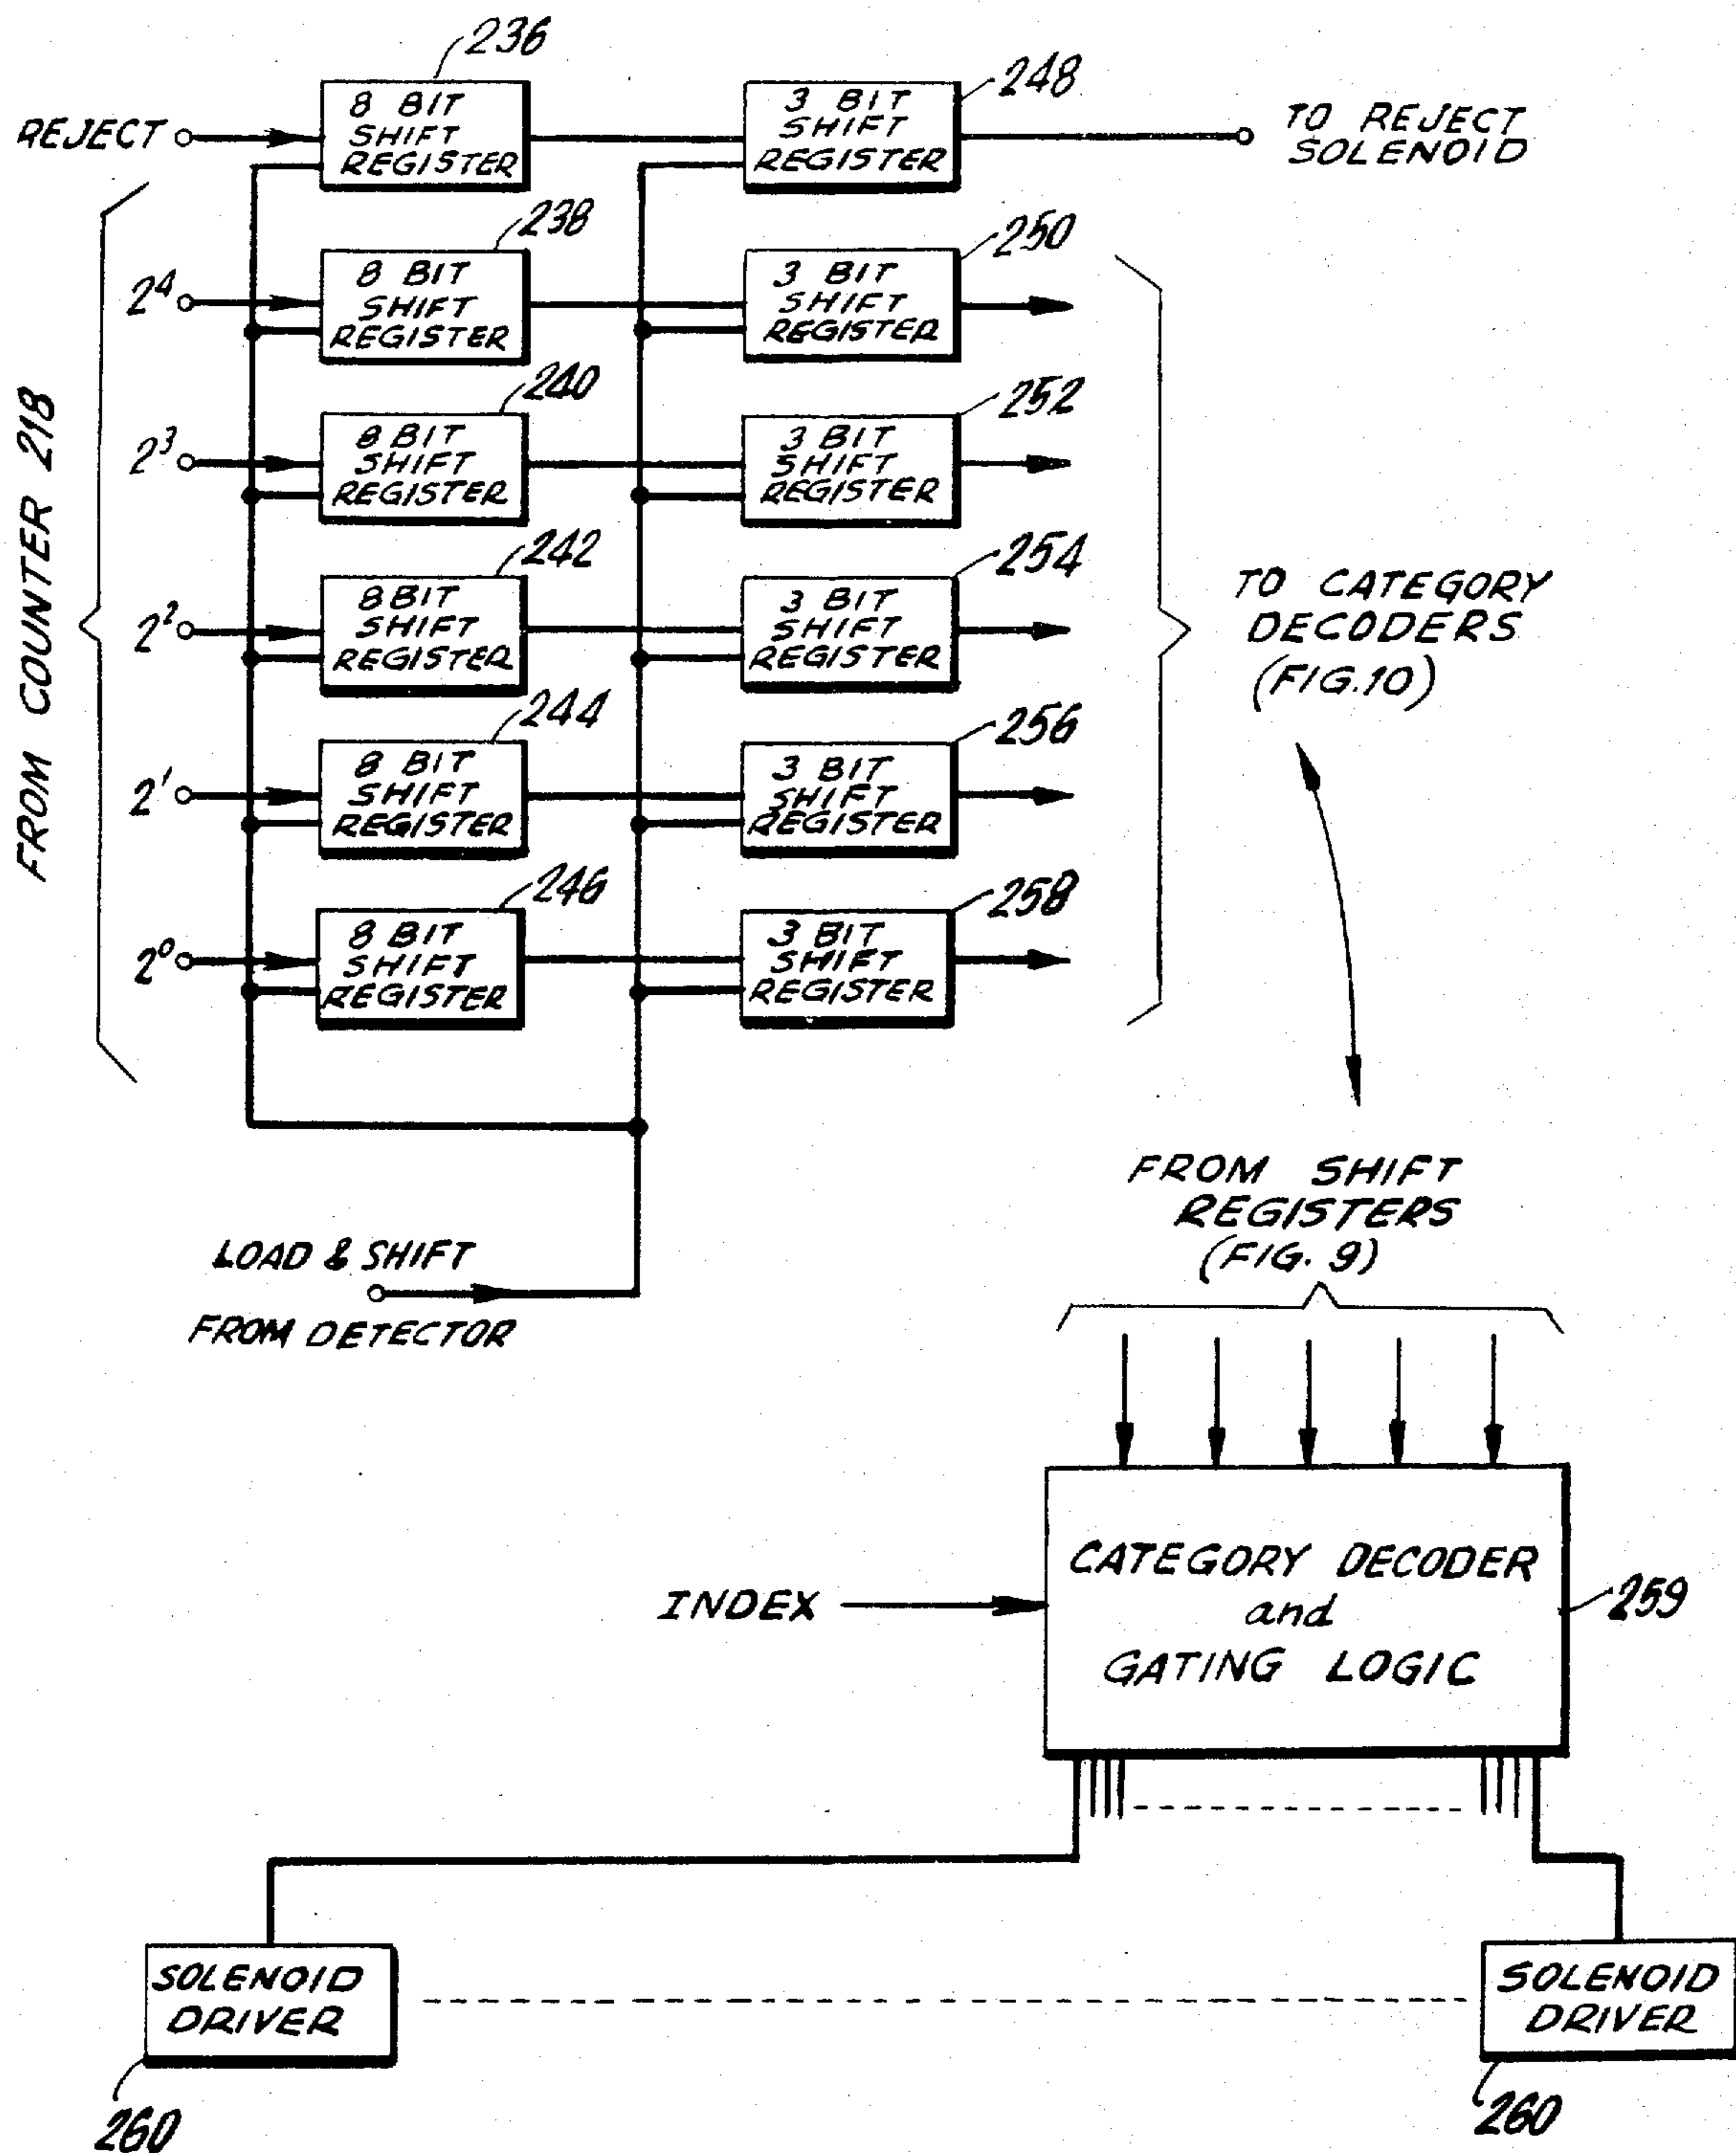 236
8 BIT
SHIFT
REGISTER
248
3 BIT
SHIFT
REGISTER
REJECT
TO REJECT
SOLENOID
FROM COUNTER 218
238
2⁴
8 BIT
SHIFT
REGISTER
250
3 BIT
SHIFT
REGISTER
240
2³
8 BIT
SHIFT
REGISTER
252
3 BIT
SHIFT
REGISTER
242
2²
8 BIT
SHIFT
REGISTER
254
3 BIT
SHIFT
REGISTER
244
2¹
8 BIT
SHIFT
REGISTER
256
3 BIT
SHIFT
REGISTER
246
2⁰
8 BIT
SHIFT
REGISTER
258
3 BIT
SHIFT
REGISTER
TO CATEGORY
DECODERS
(FIG.10)
LOAD & SHIFT
FROM DETECTOR
FROM SHIFT
REGISTERS
(FIG. 9)
INDEX
CATEGORY DECODER
and
GATING LOGIC
259
SOLENOID
DRIVER
260
SOLENOID
DRIVER
260